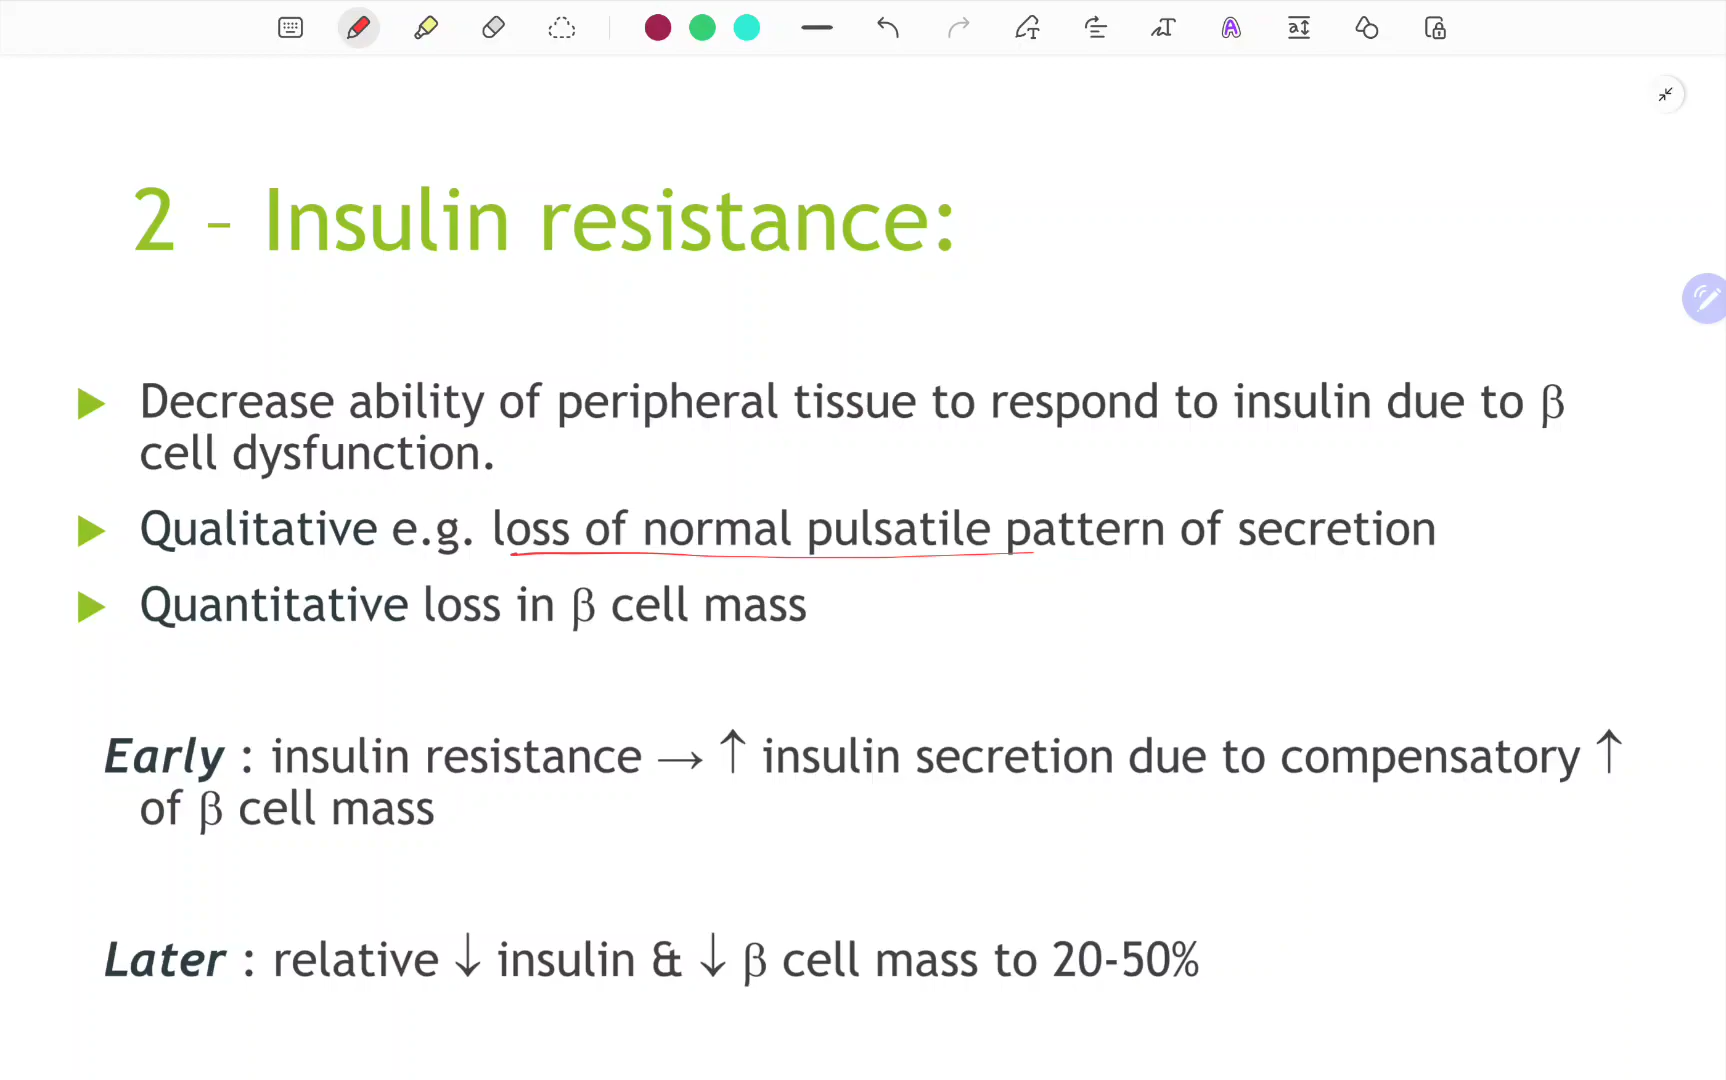 2 – Insulin resistance:
Decrease ability of peripheral tissue to respond to insulin due to β
cell dysfunction.
Qualitative e.g. loss of normal pulsatile pattern of secretion
Quantitative loss in β cell mass
Early : insulin resistance → ↑ insulin secretion due to compensatory ↑
of β cell mass
Later : relative ↓ insulin & ↓ β cell mass to 20-50%